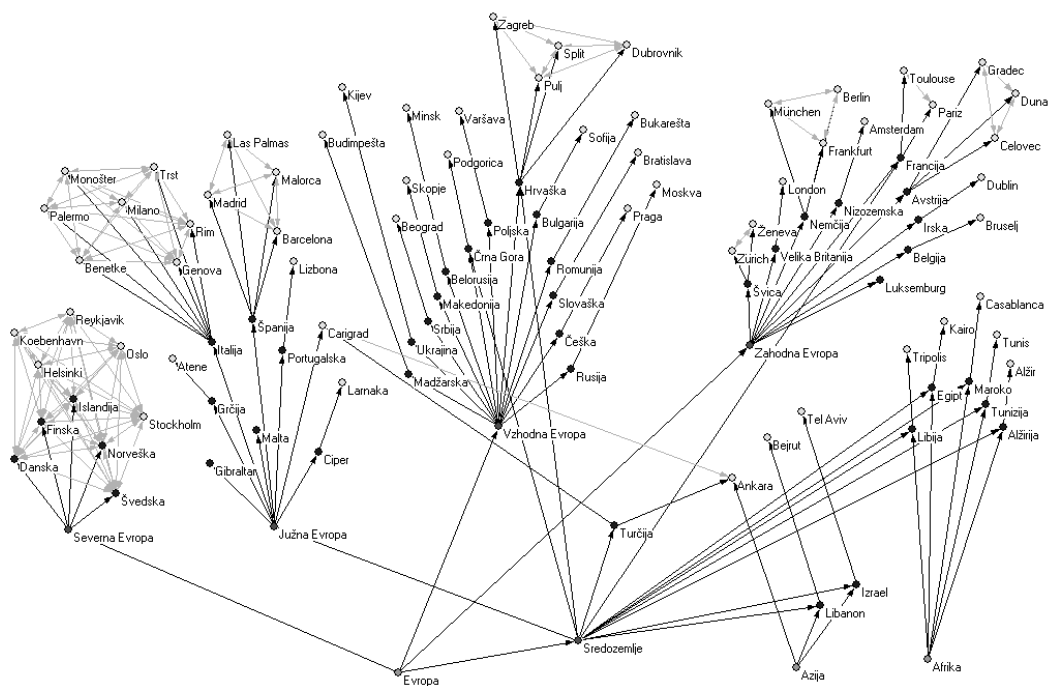 Zagreb
Split
Dubrovnik
Pulj
Kijev
Toulouse
Gradec
Berlin
Duna
Minsk
Varšava
München
Pariz
Budimpešta
Sofija
Bukarešta
Amsterdam
Las Palmas
Frankfurt
Celovec
Podgorica
Bratislava
Francija
Monošter
Trst
Malorca
Skopje
Hrvaška
Moskva
London
Dublin
Madrid
Avstrija
Palermo
Milano
Nizozemska
Beograd
Poljska
Bulgarija
Praga
Nemčija
Irska
Bruselj
Rim
Barcelona
Ženeva
Črna Gora
Zürich
Velika Britanija
Belgija
Benetke
Genova
Lizbona
Belorusija
Romunija
Švica
Luksemburg
Makedonija
Slovaška
Casablanca
Reykjavik
Španija
Carigrad
Srbija
Kairo
Koebenhavn
Italija
Ukrajina
Češka
Tunis
Oslo
Portugalska
Zahodna Evropa
Tripolis
Atene
Helsinki
Madžarska
Rusija
Alžir
Larnaka
Maroko
Egipt
Islandija
Grčija
Tunizija
Stockholm
Tel Aviv
Finska
Vzhodna Evropa
Malta
Libija
Alžirija
Bejrut
Norveška
Ciper
Danska
Gibraltar
Ankara
Švedska
Turčija
Severna Evropa
Južna Evropa
Izrael
Libanon
Sredozemlje
Evropa
Azija
Afrika